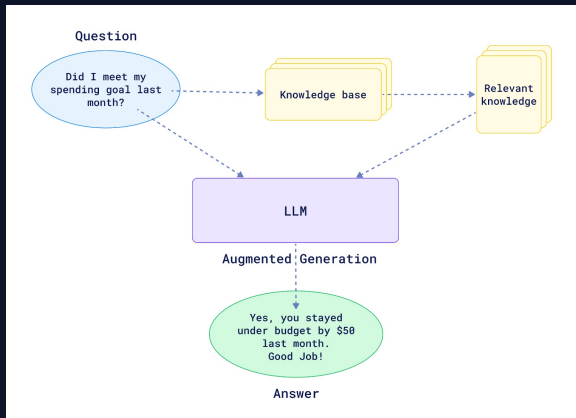 Question
Did I meet my
spending goal last
month?
Knowledge base
Relevant
knowledge
LLM
Augmented Generation
Yes, you stayed
under budget by $50
last month.
Good Job!
Answer